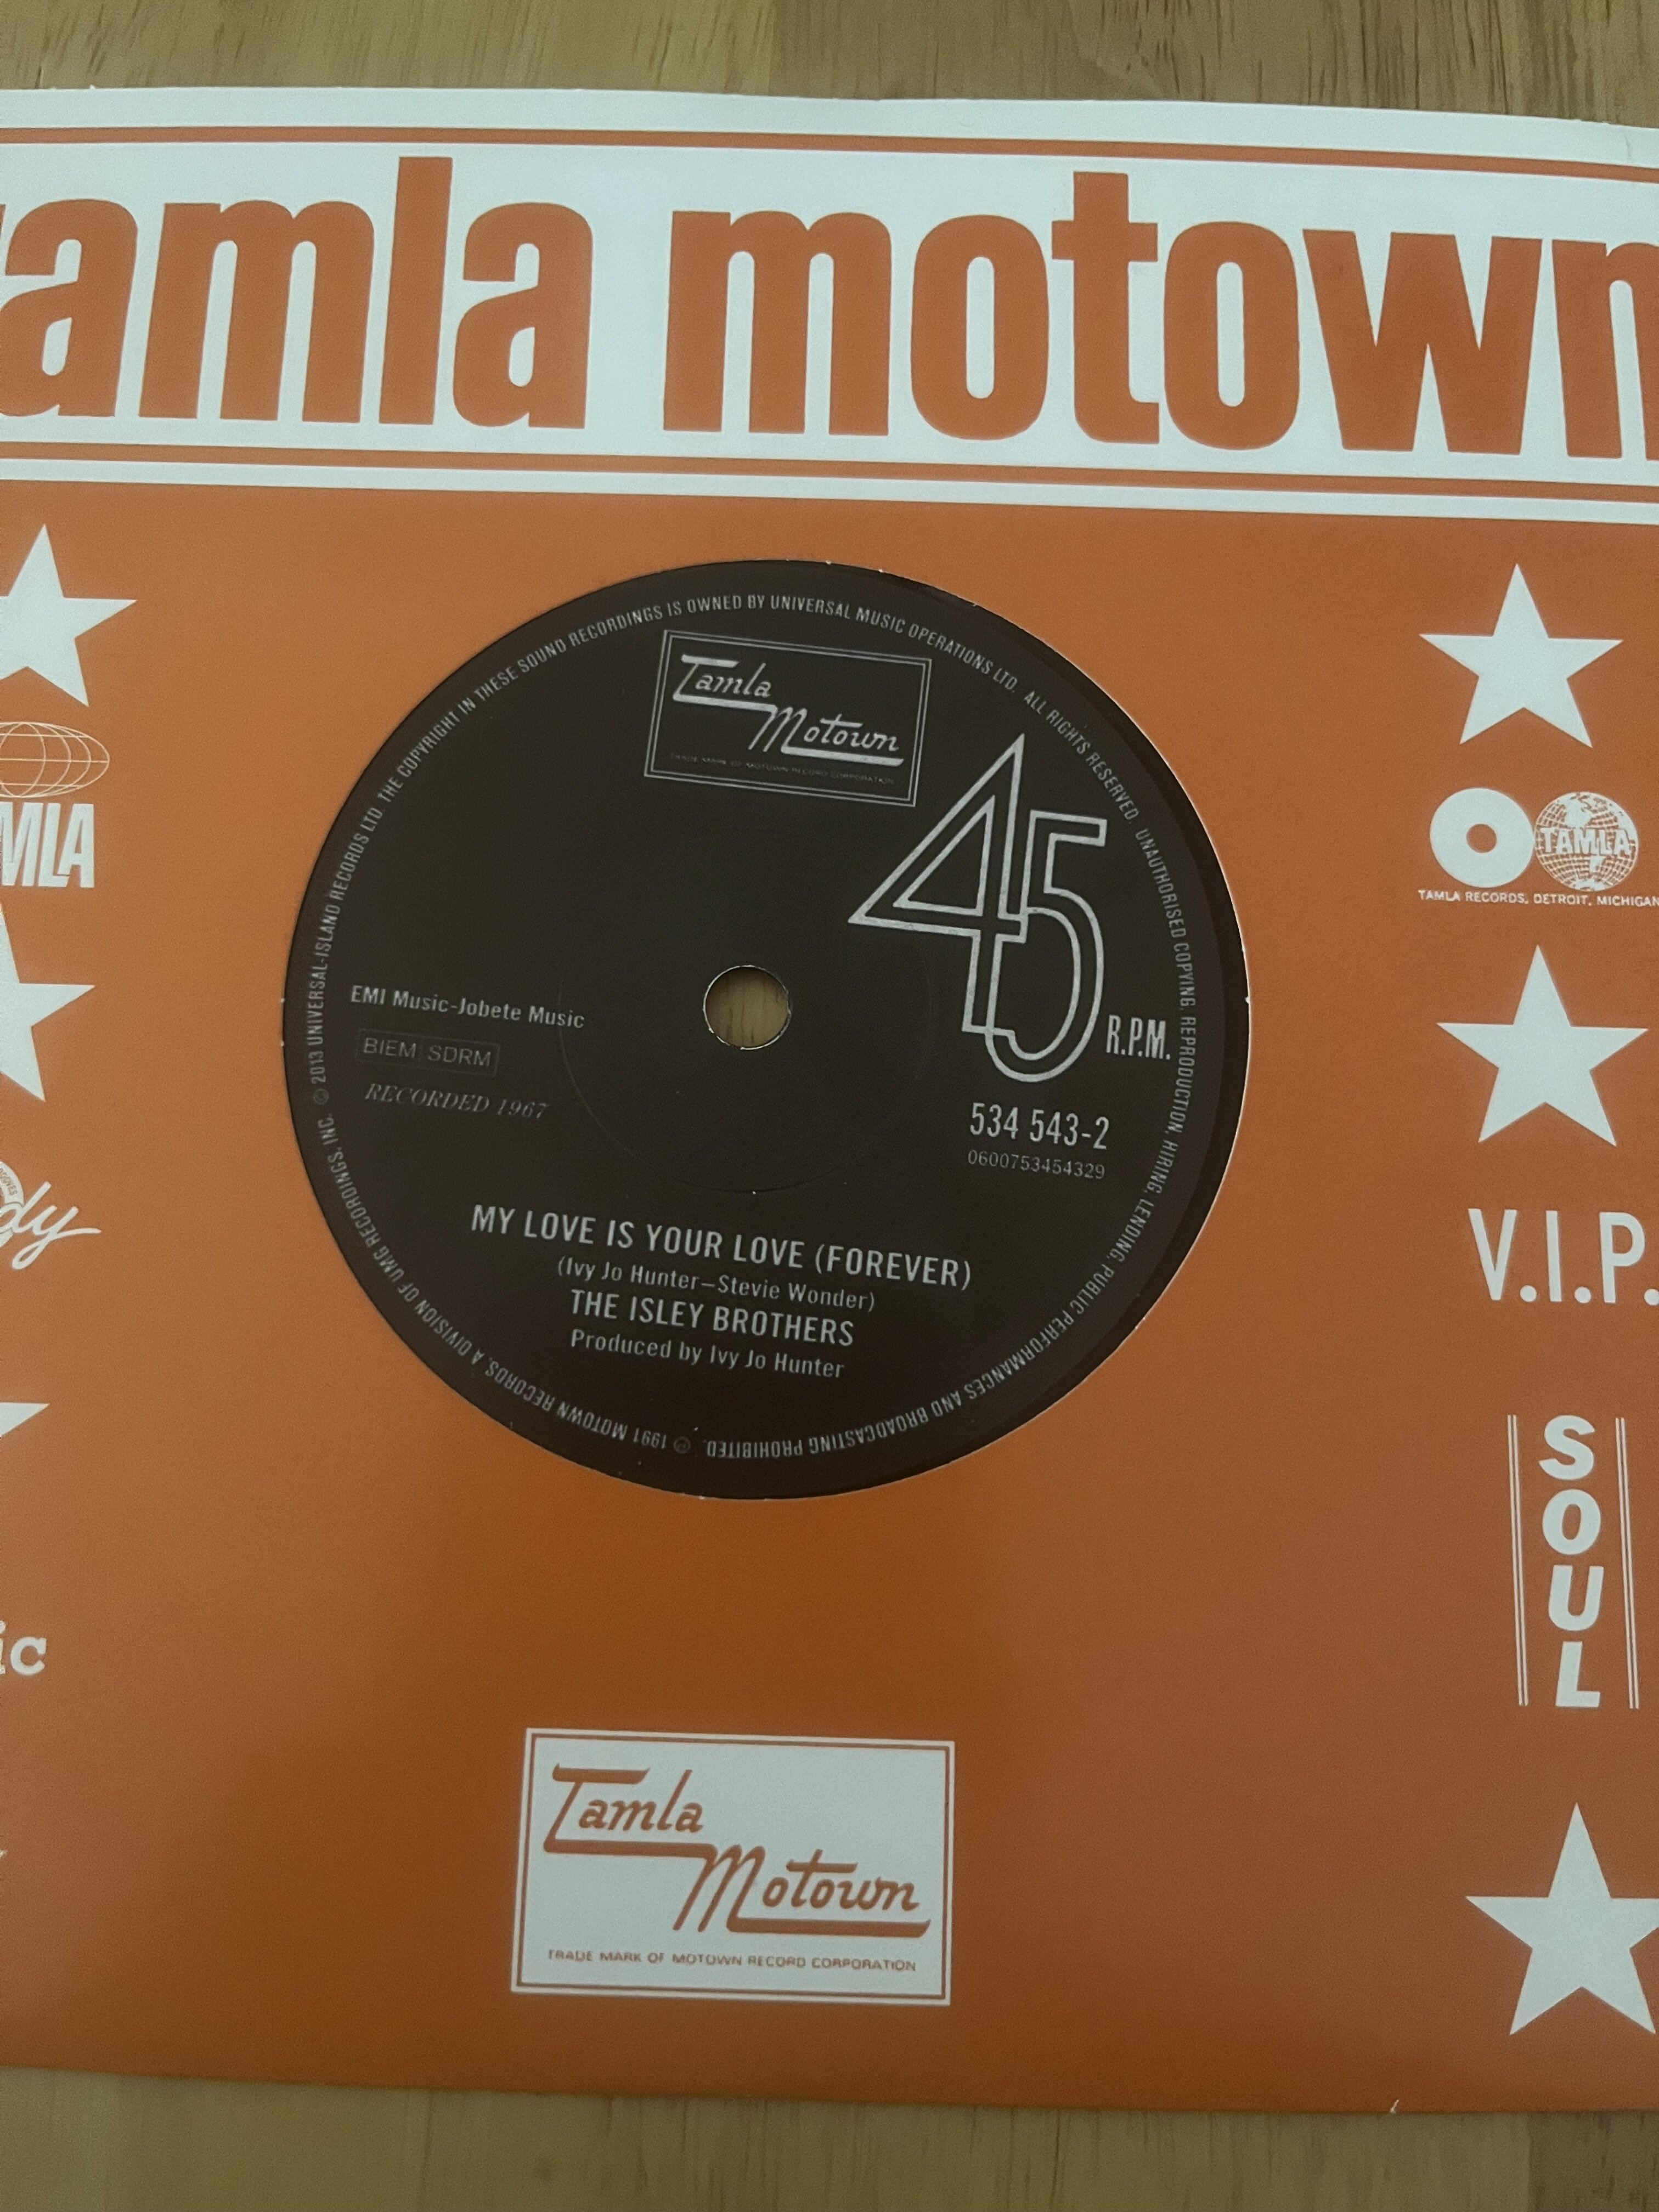 tamla motown
MLA
TAMLA
TAMLA RECORDS, DETROIT, MICHIGAN
V.I.P.
SOUL
dy
ic
Tamla
Motown
TRADE MARK OF MOTOWN RECORD CORPORATION
45
R.P.M.
534 543-2
0600753454329
EMI Music-Jobete Music
BIEM SDRM
RECORDED 1967
MY LOVE IS YOUR LOVE (FOREVER)
(Ivy Jo Hunter–Stevie Wonder)
THE ISLEY BROTHERS
Produced by Ivy Jo Hunter
℗ 1991 MOTOWN RECORDS, A DIVISION OF UMG RECORDINGS, INC. © 2013 UNIVERSAL-ISLAND RECORDS LTD. THE COPYRIGHT IN THESE SOUND RECORDINGS IS OWNED BY UNIVERSAL MUSIC OPERATIONS LTD. ALL RIGHTS RESERVED. UNAUTHORISED COPYING, REPRODUCTION, HIRING, LENDING, PUBLIC PERFORMANCES AND BROADCASTING PROHIBITED.
Tamla
Motown
TRADE MARK OF MOTOWN RECORD CORPORATION